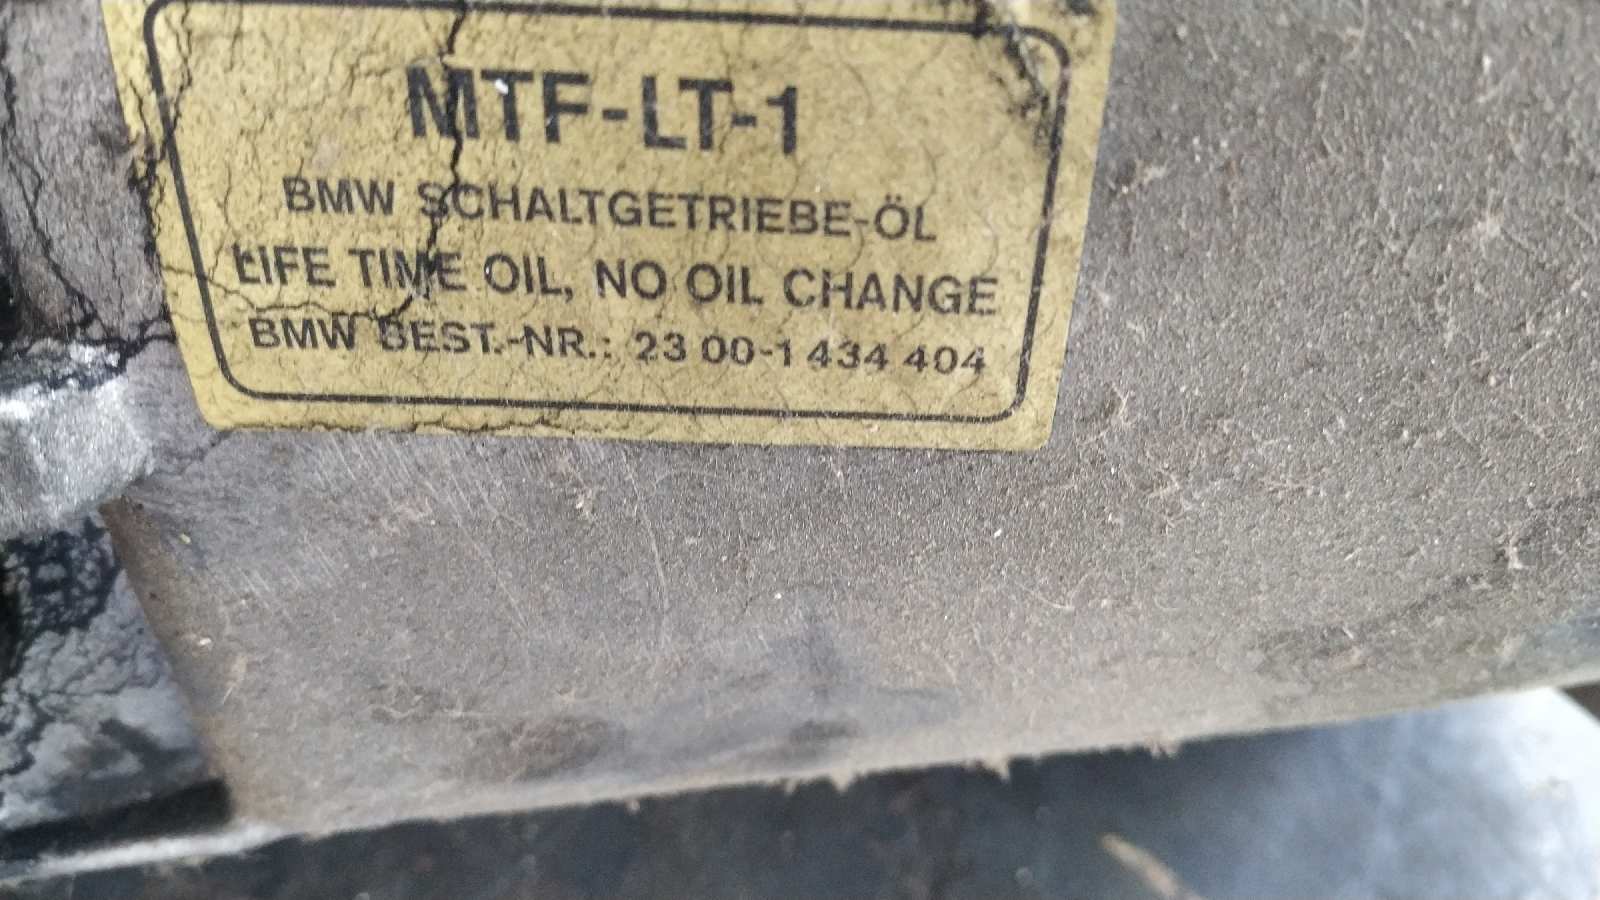 MTF-LT-1
BMW SCHALTGETRIEBE-ÖL
LIFE TIME OIL, NO OIL CHANGE
BMW BEST.-NR.: 23 00-1 434 404